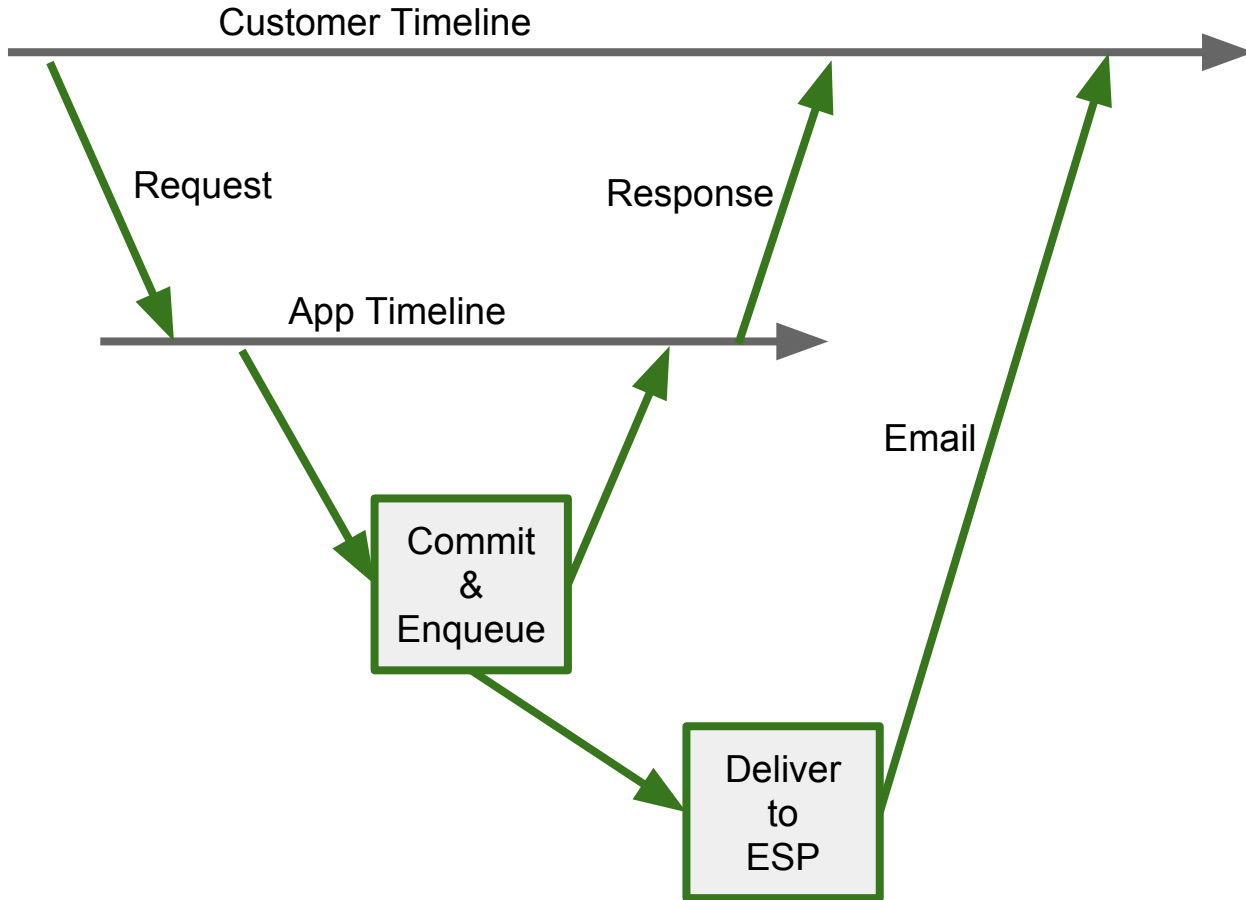 Customer Timeline
Request
Response
App Timeline
Email
Commit
&
Enqueue
Deliver
to
ESP